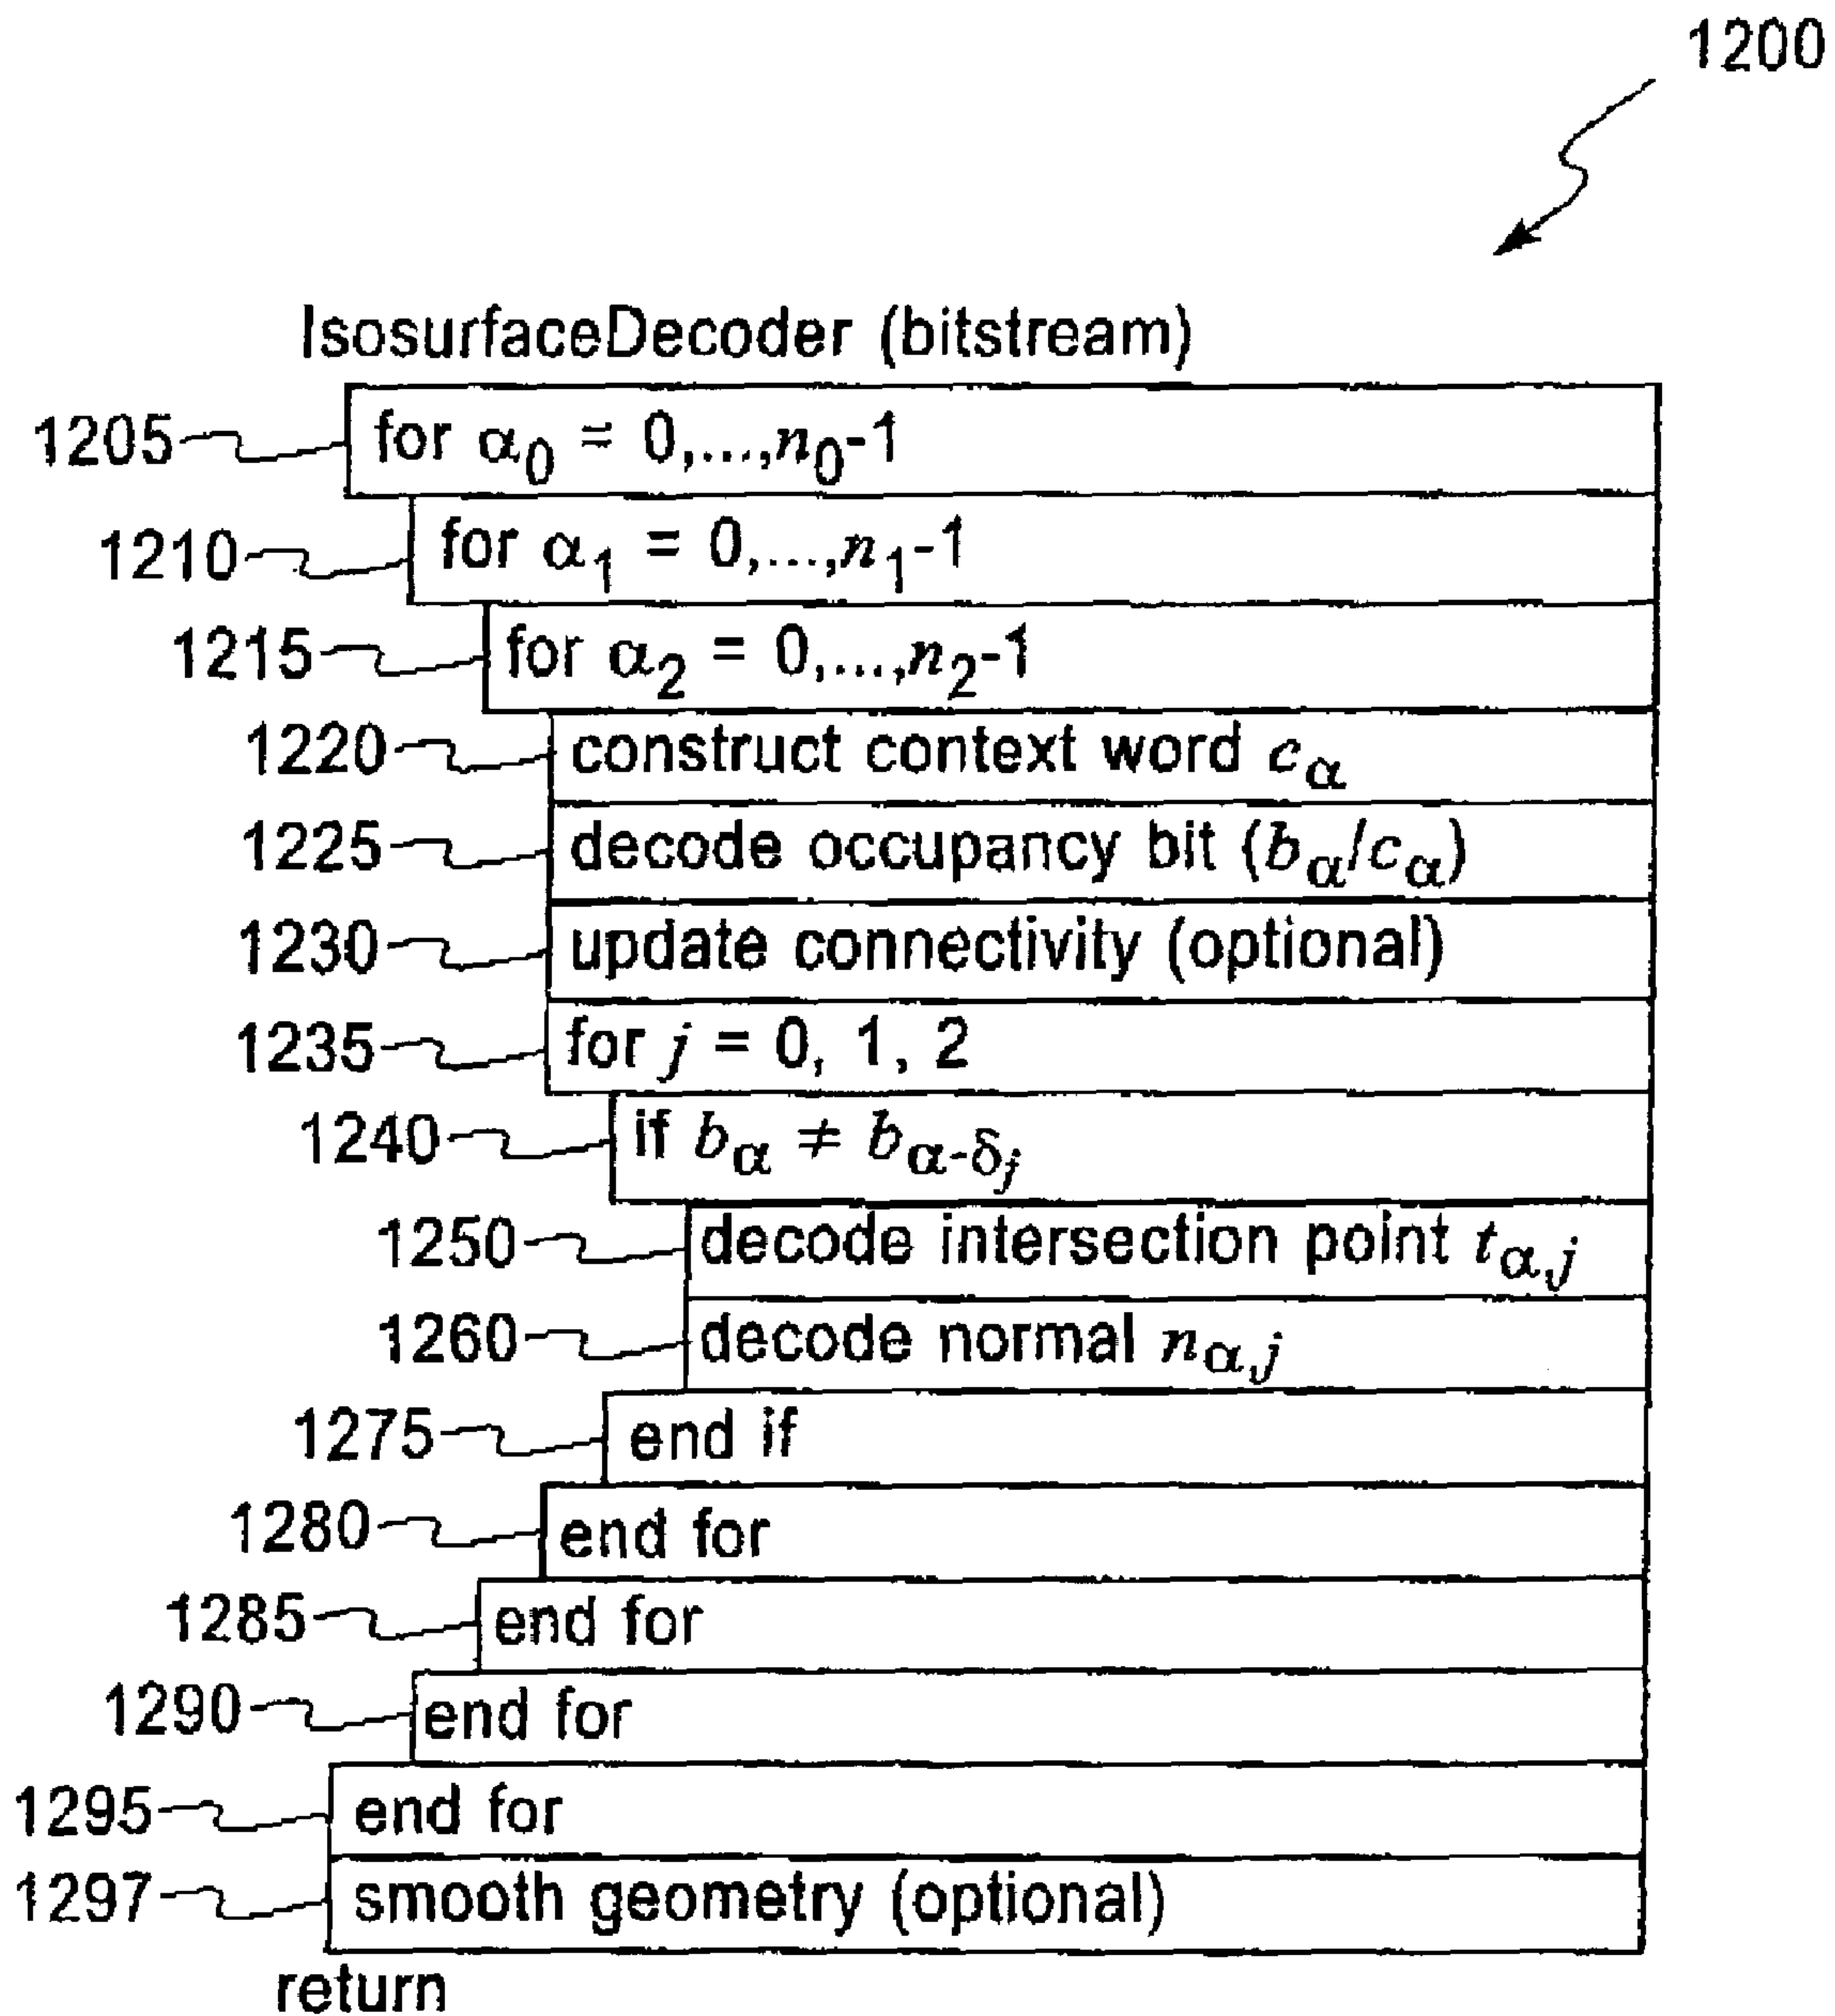 1200
IsosurfaceDecoder (bitstream)
1205 for α0 = 0,...,n0-1
1210 for α1 = 0,...,n1-1
1215 for α2 = 0,...,n2-1
1220 construct context word cα
1225 decode occupancy bit (bα/cα)
1230 update connectivity (optional)
1235 for j = 0, 1, 2
1240 if bα ≠ bα-δj
1250 decode intersection point tα,j
1260 decode normal nα,j
1275 end if
1280 end for
1285 end for
1290 end for
1295 end for
1297 smooth geometry (optional)
return